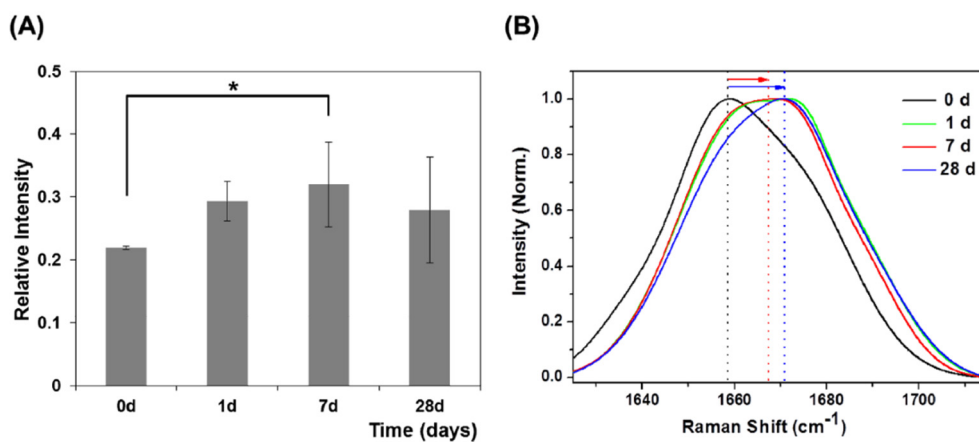 (A)
(B)
0.5
0.4
0.3
0.2
0.1
0
Relative Intensity
*
0d
1d
7d
28d
Time (days)
1.0
0.8
0.6
0.4
0.2
0.0
Intensity (Norm.)
0 d
1 d
7 d
28 d
1640
1660
1680
1700
Raman Shift (cm⁻¹)